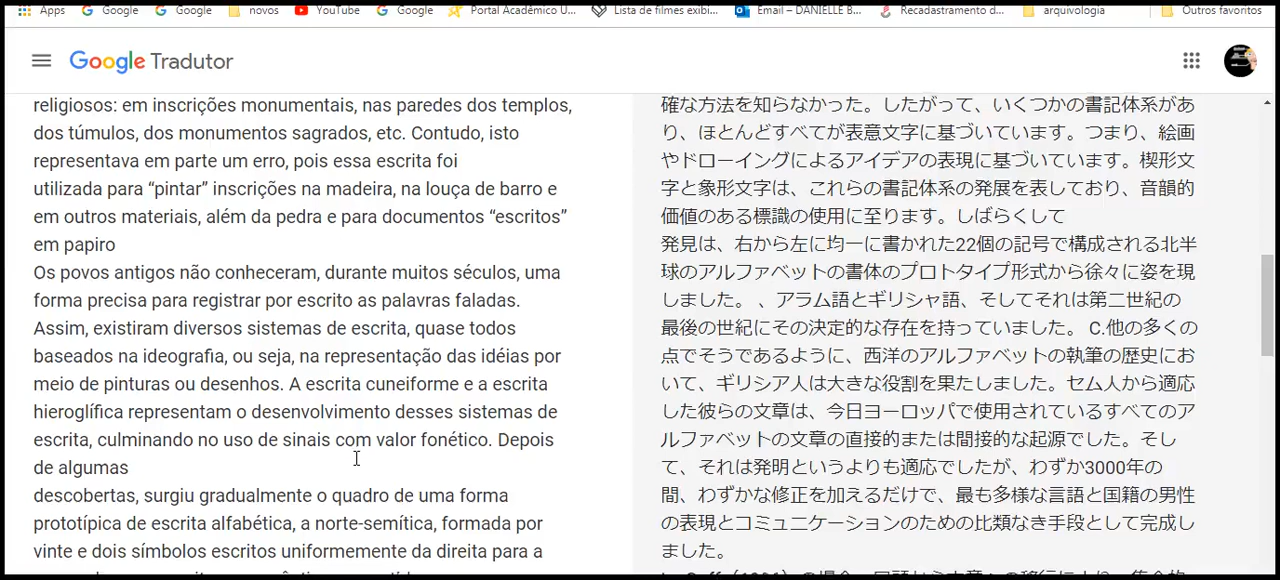 Apps
Google
Google
novos
YouTube
Google
Portal Acadêmico U...
Lista de filmes exibi...
Email – DANIELLE B...
Recadastramento d...
arquivologia
Outros favoritos
Google Tradutor
religiosos: em inscrições monumentais, nas paredes dos templos,
dos túmulos, dos monumentos sagrados, etc. Contudo, isto
representava em parte um erro, pois essa escrita foi
utilizada para “pintar” inscrições na madeira, na louça de barro e
em outros materiais, além da pedra e para documentos “escritos”
em papiro
Os povos antigos não conheceram, durante muitos séculos, uma
forma precisa para registrar por escrito as palavras faladas.
Assim, existiram diversos sistemas de escrita, quase todos
baseados na ideografia, ou seja, na representação das idéias por
meio de pinturas ou desenhos. A escrita cuneiforme e a escrita
hieroglífica representam o desenvolvimento desses sistemas de
escrita, culminando no uso de sinais com valor fonético. Depois
de algumas
descobertas, surgiu gradualmente o quadro de uma forma
prototípica de escrita alfabética, a norte-semítica, formada por
vinte e dois símbolos escritos uniformemente da direita para a
確な方法を知らなかった。したがって、いくつかの書記体系があ
り、ほとんどすべてが表意文字に基づいています。つまり、絵画
やドローイングによるアイデアの表現に基づいています。楔形文
字と象形文字は、これらの書記体系の発展を表しており、音韻的
価値のある標識の使用に至ります。しばらくして
発見は、右から左に均一に書かれた22個の記号で構成される北半
球のアルファベットの書体のプロトタイプ形式から徐々に姿を現
しました。 、アラム語とギリシャ語、そしてそれは第二世紀の
最後の世紀にその決定的な存在を持っていました。 C.他の多くの
点でそうであるように、西洋のアルファベットの執筆の歴史にお
いて、ギリシア人は大きな役割を果たしました。セム人から適応
した彼らの文章は、今日ヨーロッパで使用されているすべてのア
ルファベットの文章の直接的または間接的な起源でした。そし
て、それは発明というよりも適応でしたが、わずか3000年の
間、わずかな修正を加えるだけで、最も多様な言語と国籍の男性
の表現とコミュニケーションのための比類なき手段として完成し
ました。